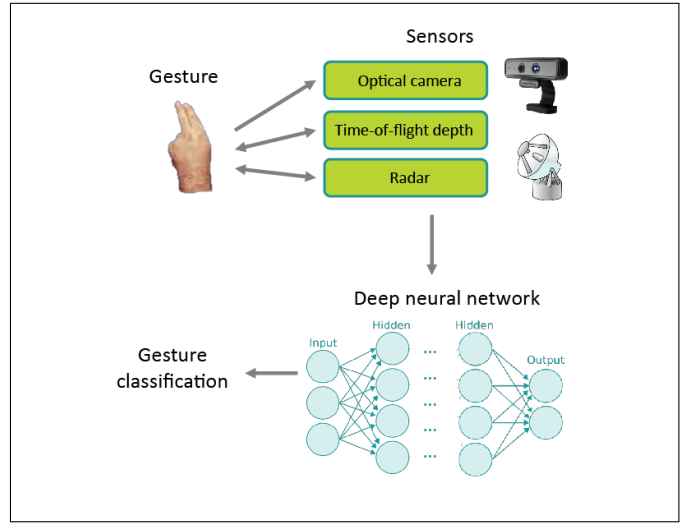 Sensors
Gesture
Optical camera
Time-of-flight depth
Radar
Deep neural network
Input
Hidden
...
Hidden
Output
...
...
...
Gesture
classification